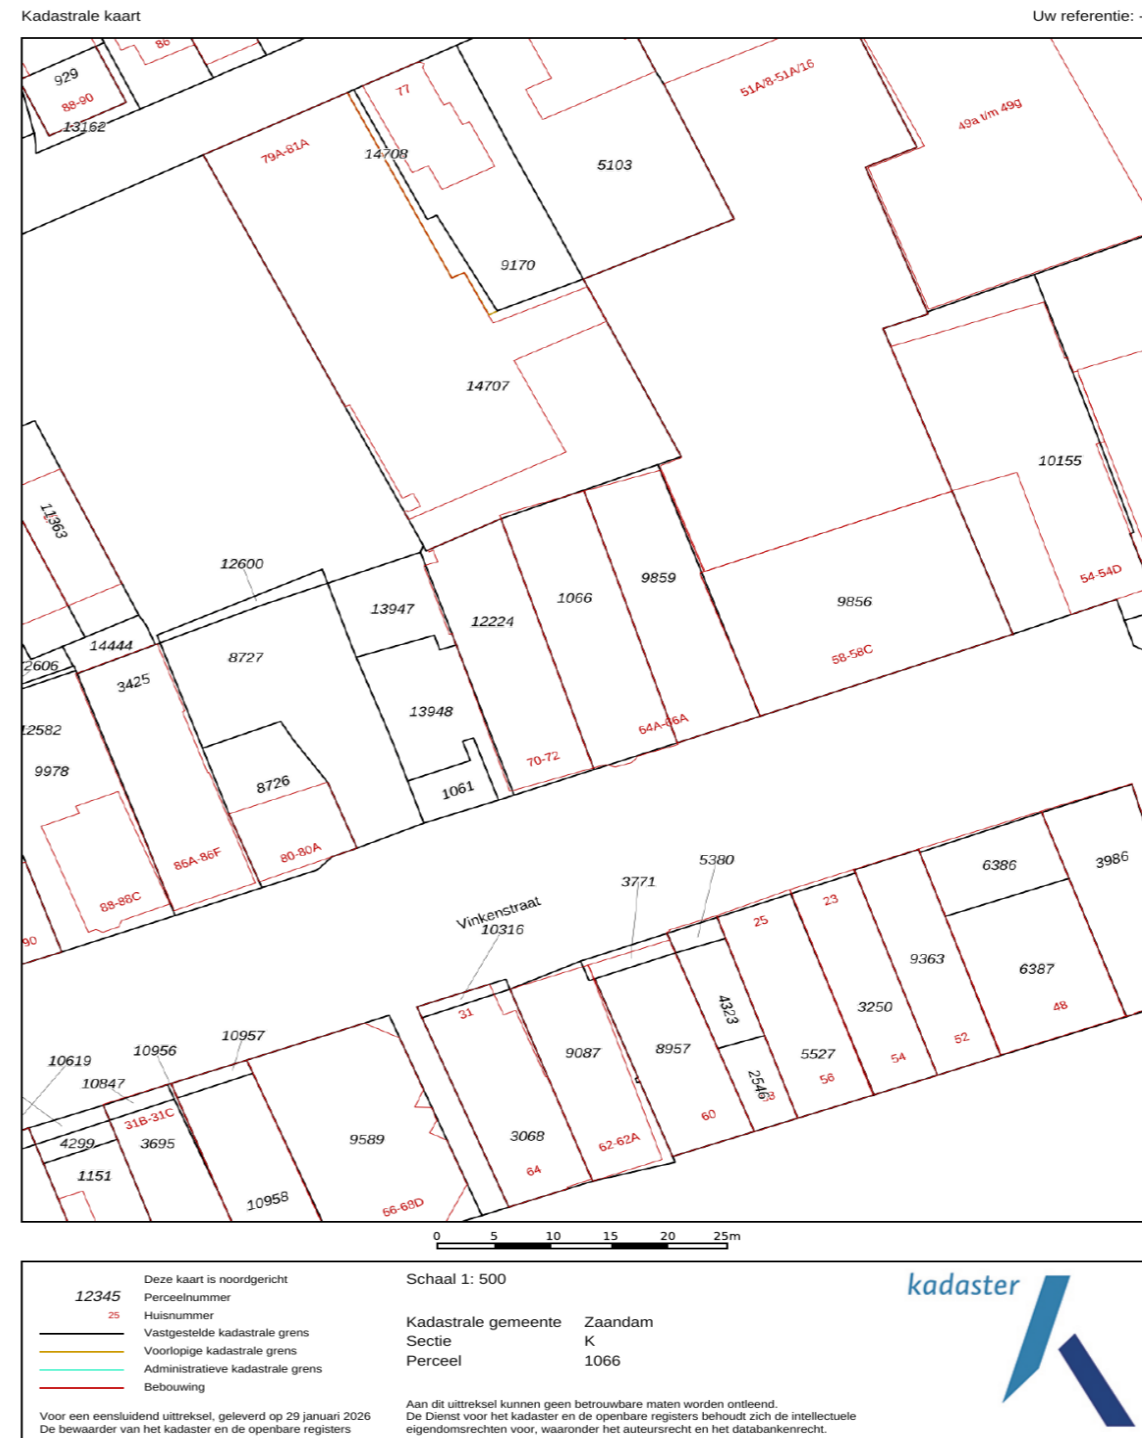 Kadastrale kaart
Uw referentie: -
86
929
88-90
13162
77
79A-81A
14708
51A/8-51A/16
49a t/m 49g
5103
9170
14707
10155
11363
12600
9859
1066
9856
13947
12224
54-54D
14444
8727
58-58C
3425
13948
64A-66A
12582
9978
70-72
8726
1061
86A-86F
80-80A
5380
6386
3986
3771
88-88C
Vinkenstraat
25
23
90
10316
9363
6387
31
4323
3250
48
10957
9087
8957
52
10956
5527
54
10619
10847
2546
56
31B-31C
60
4299
3695
9589
3068
62-62A
1151
64
10958
66-68D
0 5 10 15 20 25m
Deze kaart is noordgericht
12345 Perceelnummer
25 Huisnummer
Vastgestelde kadastrale grens
Voorlopige kadastrale grens
Administratieve kadastrale grens
Bebouwing
Voor een eensluidend uittreksel, geleverd op 29 januari 2026
De bewaarder van het kadaster en de openbare registers
Schaal 1: 500
Kadastrale gemeente Zaandam
Sectie K
Perceel 1066
Aan dit uittreksel kunnen geen betrouwbare maten worden ontleend.
De Dienst voor het kadaster en de openbare registers behoudt zich de intellectuele
eigendomsrechten voor, waaronder het auteursrecht en het databankenrecht.
kadaster